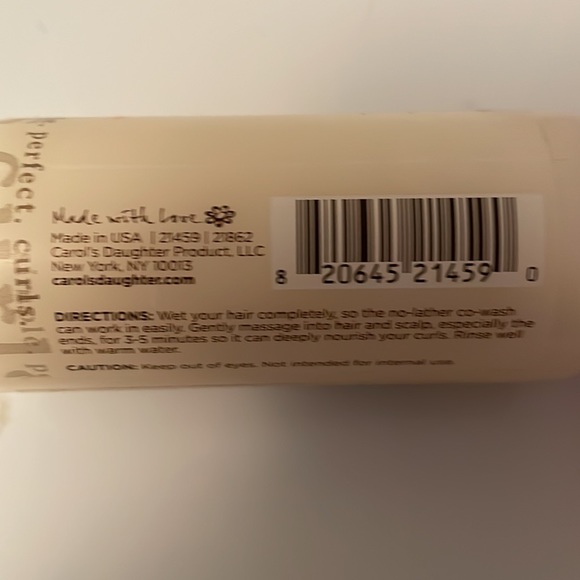 perfect. curls.
Made with love
Made in USA | 21459 | 21862
Carol's Daughter Product, LLC
New York, NY 10013
carolsdaughter.com
8 20645 21459 0
DIRECTIONS: Wet your hair completely, so the no-lather co-wash
can work in easily. Gently massage into hair and scalp, especially the
ends, for 3-5 minutes so it can deeply nourish your curls. Rinse well
with warm water.
CAUTION: Keep out of eyes. Not intended for internal use.